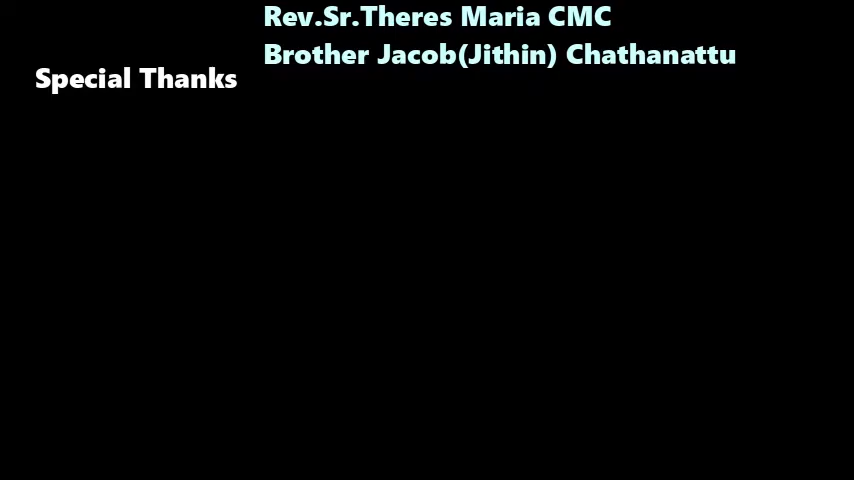 Rev.Sr.Theres Maria CMC
Brother Jacob(Jithin) Chathanattu
Special Thanks